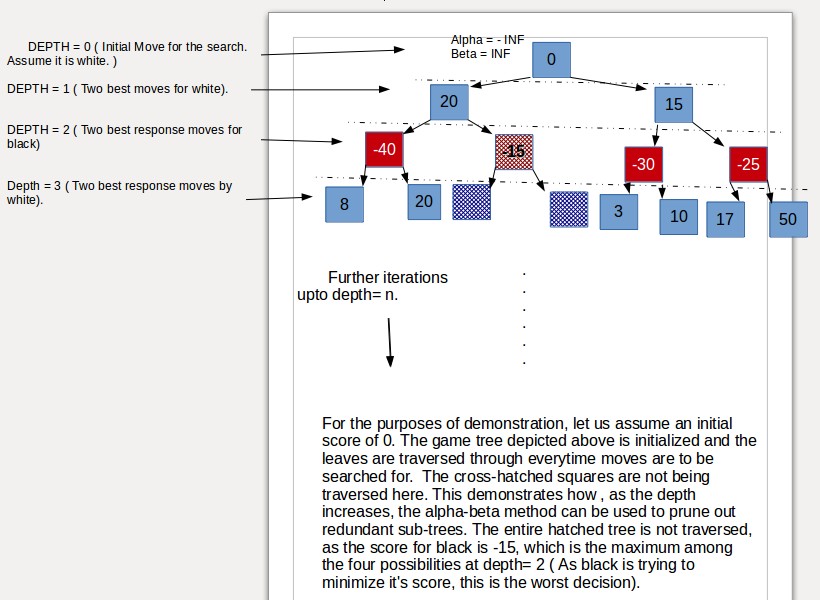 DEPTH = 0 ( Initial Move for the search.
Assume it is white. )
Alpha = - INF
Beta = INF
0
DEPTH = 1 ( Two best moves for white).
20
15
DEPTH = 2 ( Two best response moves for
black)
-40
-15
-30
-25
Depth = 3 ( Two best response moves by
white).
8
20
3
10
17
50
Further iterations
upto depth= n.
For the purposes of demonstration, let us assume an initial
score of 0. The game tree depicted above is initialized and the
leaves are traversed through everytime moves are to be
searched for.  The cross-hatched squares are not being
traversed here. This demonstrates how , as the depth
increases, the alpha-beta method can be used to prune out
redundant sub-trees. The entire hatched tree is not traversed,
as the score for black is -15, which is the maximum among
the four possibilities at depth= 2 ( As black is trying to
minimize it's score, this is the worst decision).